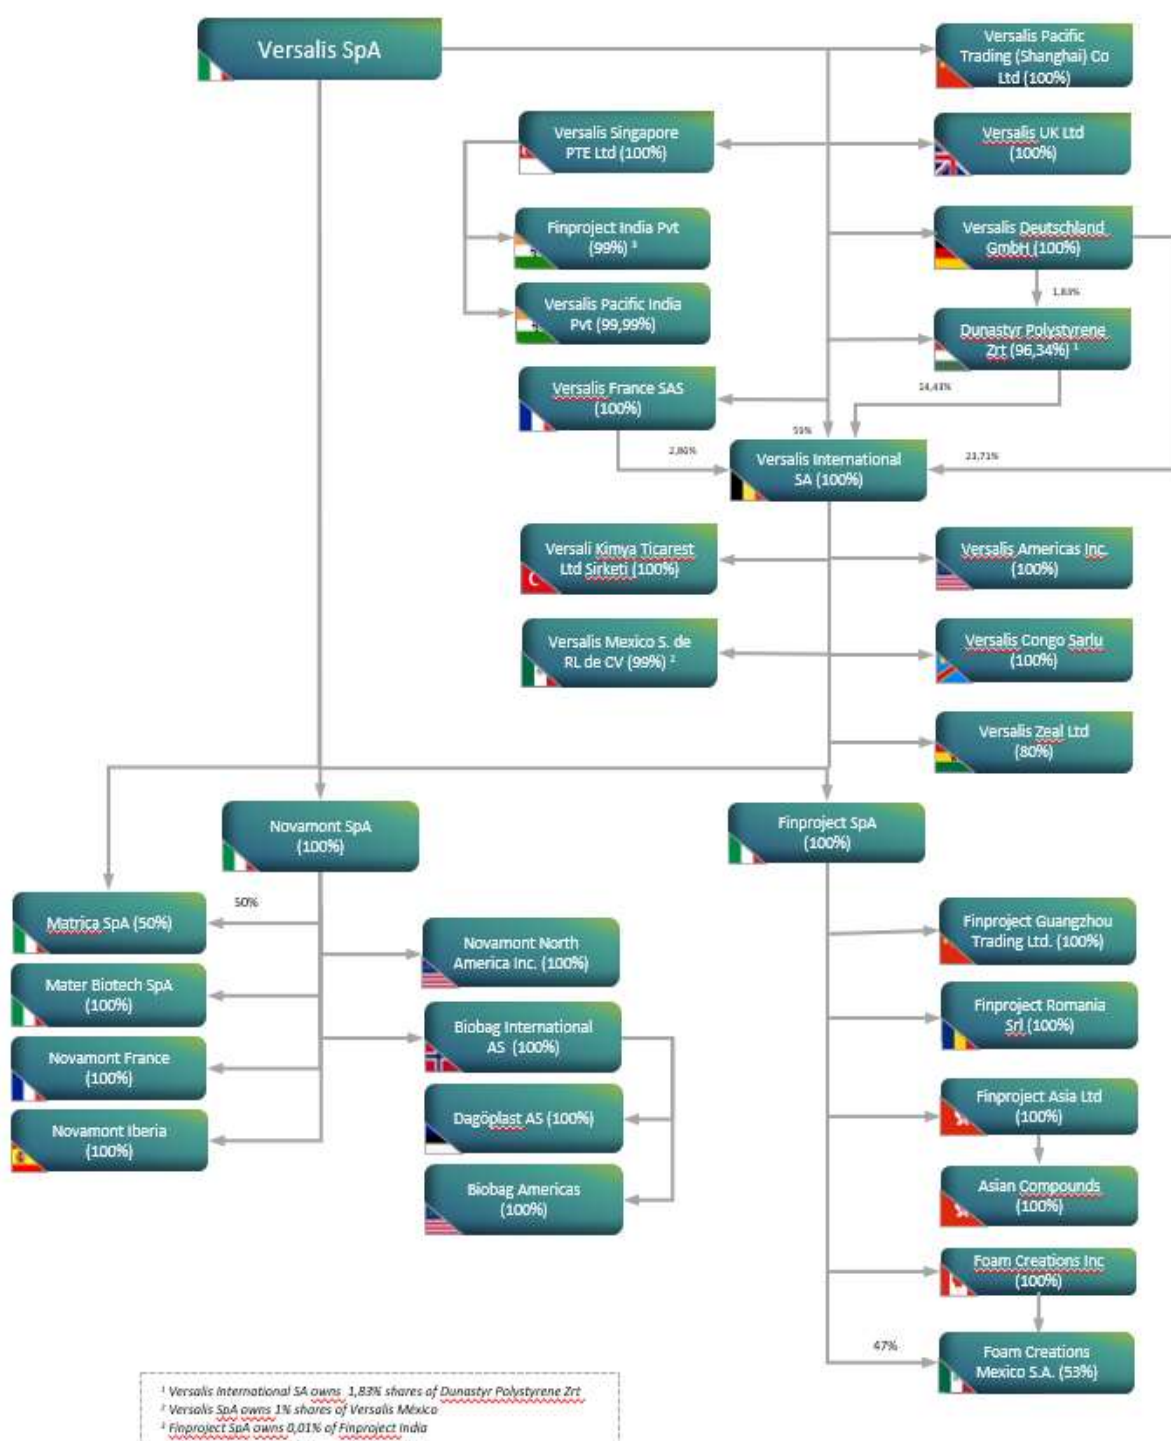 Versalis SpA
Versalis Pacific
Trading (Shanghai) Co
Ltd (100%)
Versalis Singapore
PTE Ltd (100%)
Versalis UK Ltd
(100%)
Finproject India Pvt
(99%) ³
Versalis Deutschland
GmbH (100%)
1,83%
Versalis Pacific India
Pvt (99,99%)
Dunastyr Polystyrene
Zrt (96,34%) ¹
Versalis France SAS
(100%)
14,43%
59%
2,86%
Versalis International
SA (100%)
23,71%
Versali Kimya Ticarest
Ltd Sirketi (100%)
Versalis Americas Inc.
(100%)
Versalis Mexico S. de
RL de CV (99%) ²
Versalis Congo Sarlu
(100%)
Versalis Zeal Ltd
(80%)
Novamont SpA
(100%)
Finproject SpA
(100%)
50%
Matrica SpA (50%)
Novamont North
America Inc. (100%)
Finproject Guangzhou
Trading Ltd. (100%)
Mater Biotech SpA
(100%)
Biobag International
AS (100%)
Finproject Romania
Srl (100%)
Novamont France
(100%)
Dagöplast AS (100%)
Finproject Asia Ltd
(100%)
Novamont Iberia
(100%)
Biobag Americas
(100%)
Asian Compounds
(100%)
Foam Creations Inc
(100%)
47%
Foam Creations
Mexico S.A. (53%)
¹ Versalis International SA owns 1,83% shares of Dunastyr Polystyrene Zrt
² Versalis SpA owns 1% shares of Versalis México
³ Finproject SpA owns 0,01% of Finproject India